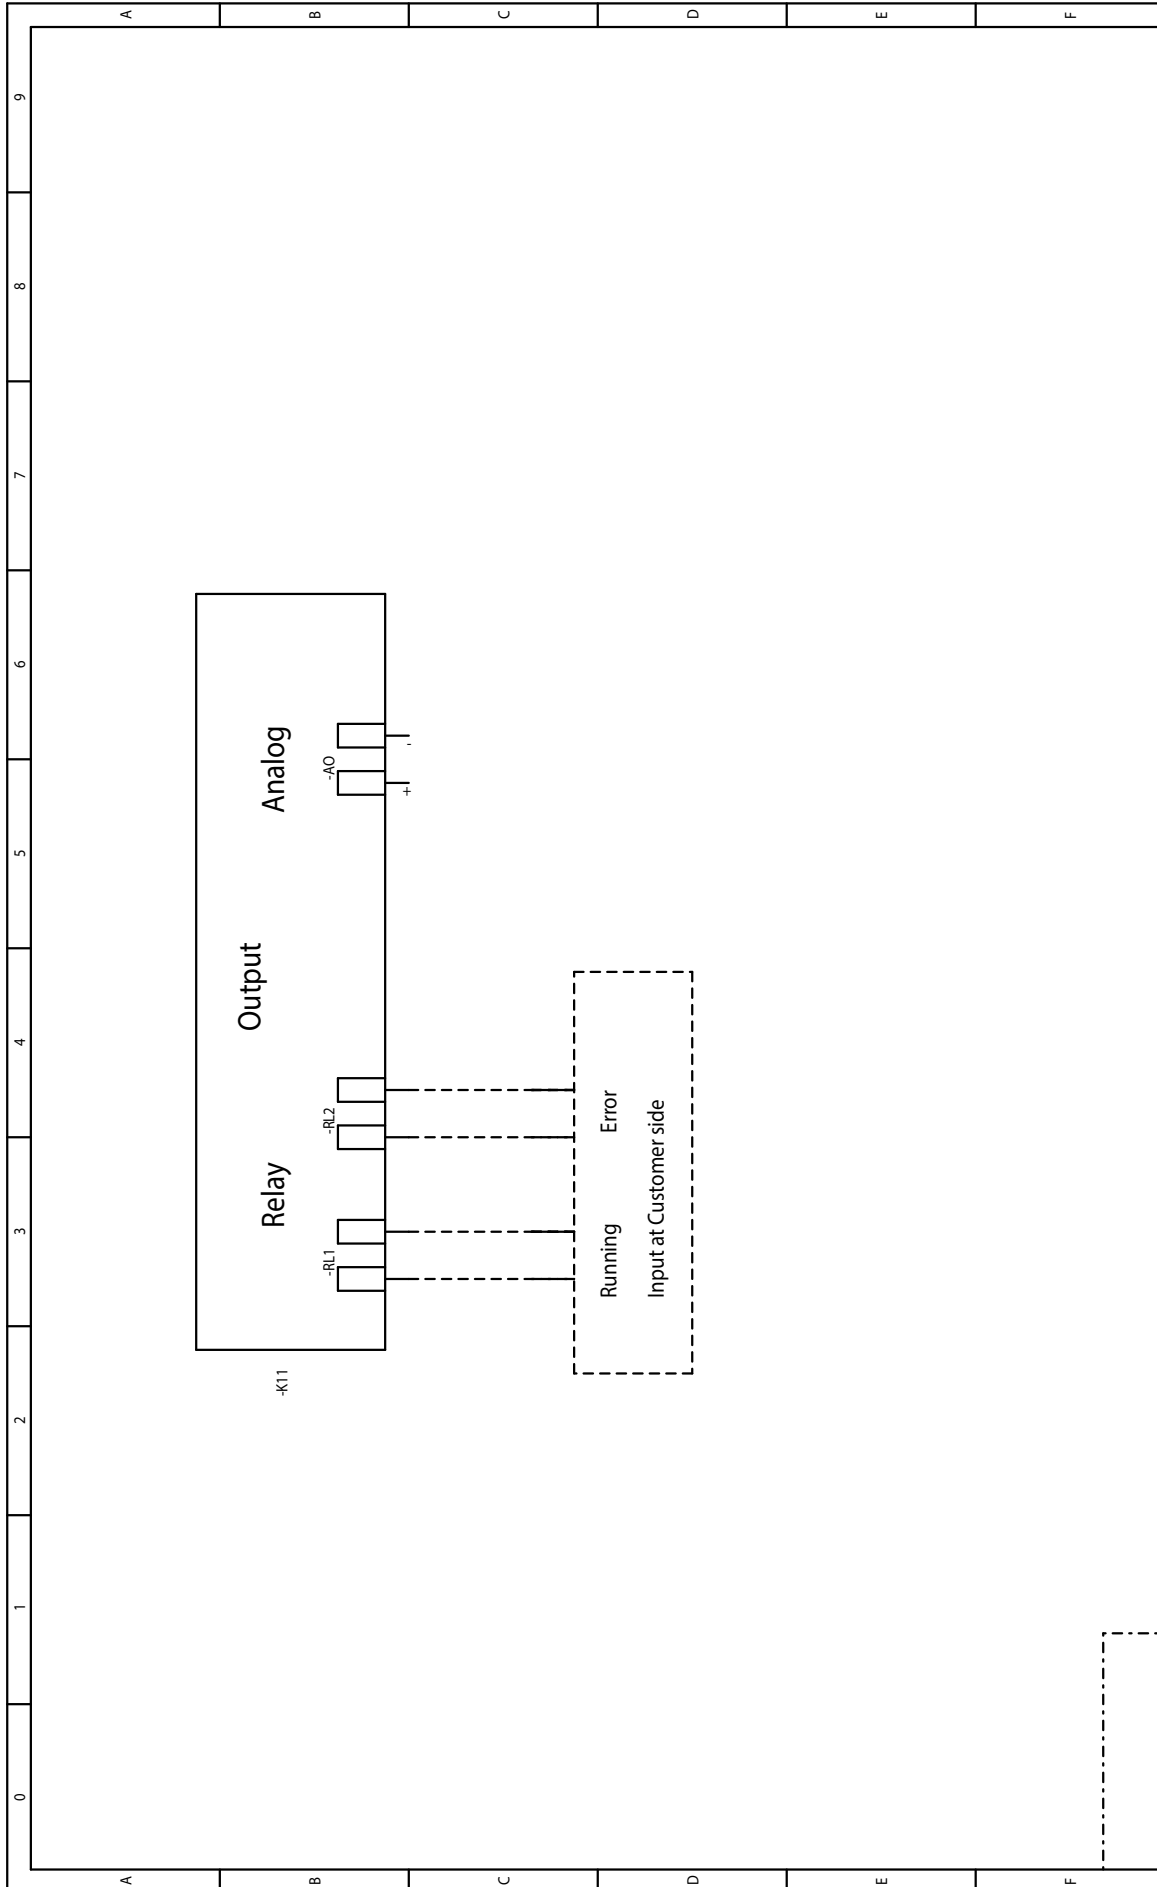 0 1 2 3 4 5 6 7 8 9
A A
Output
B B
-K11
Relay Analog
-RL1 -RL2 -AO
+ -
C C
Running Error
Input at Customer side
D D
E E
F F